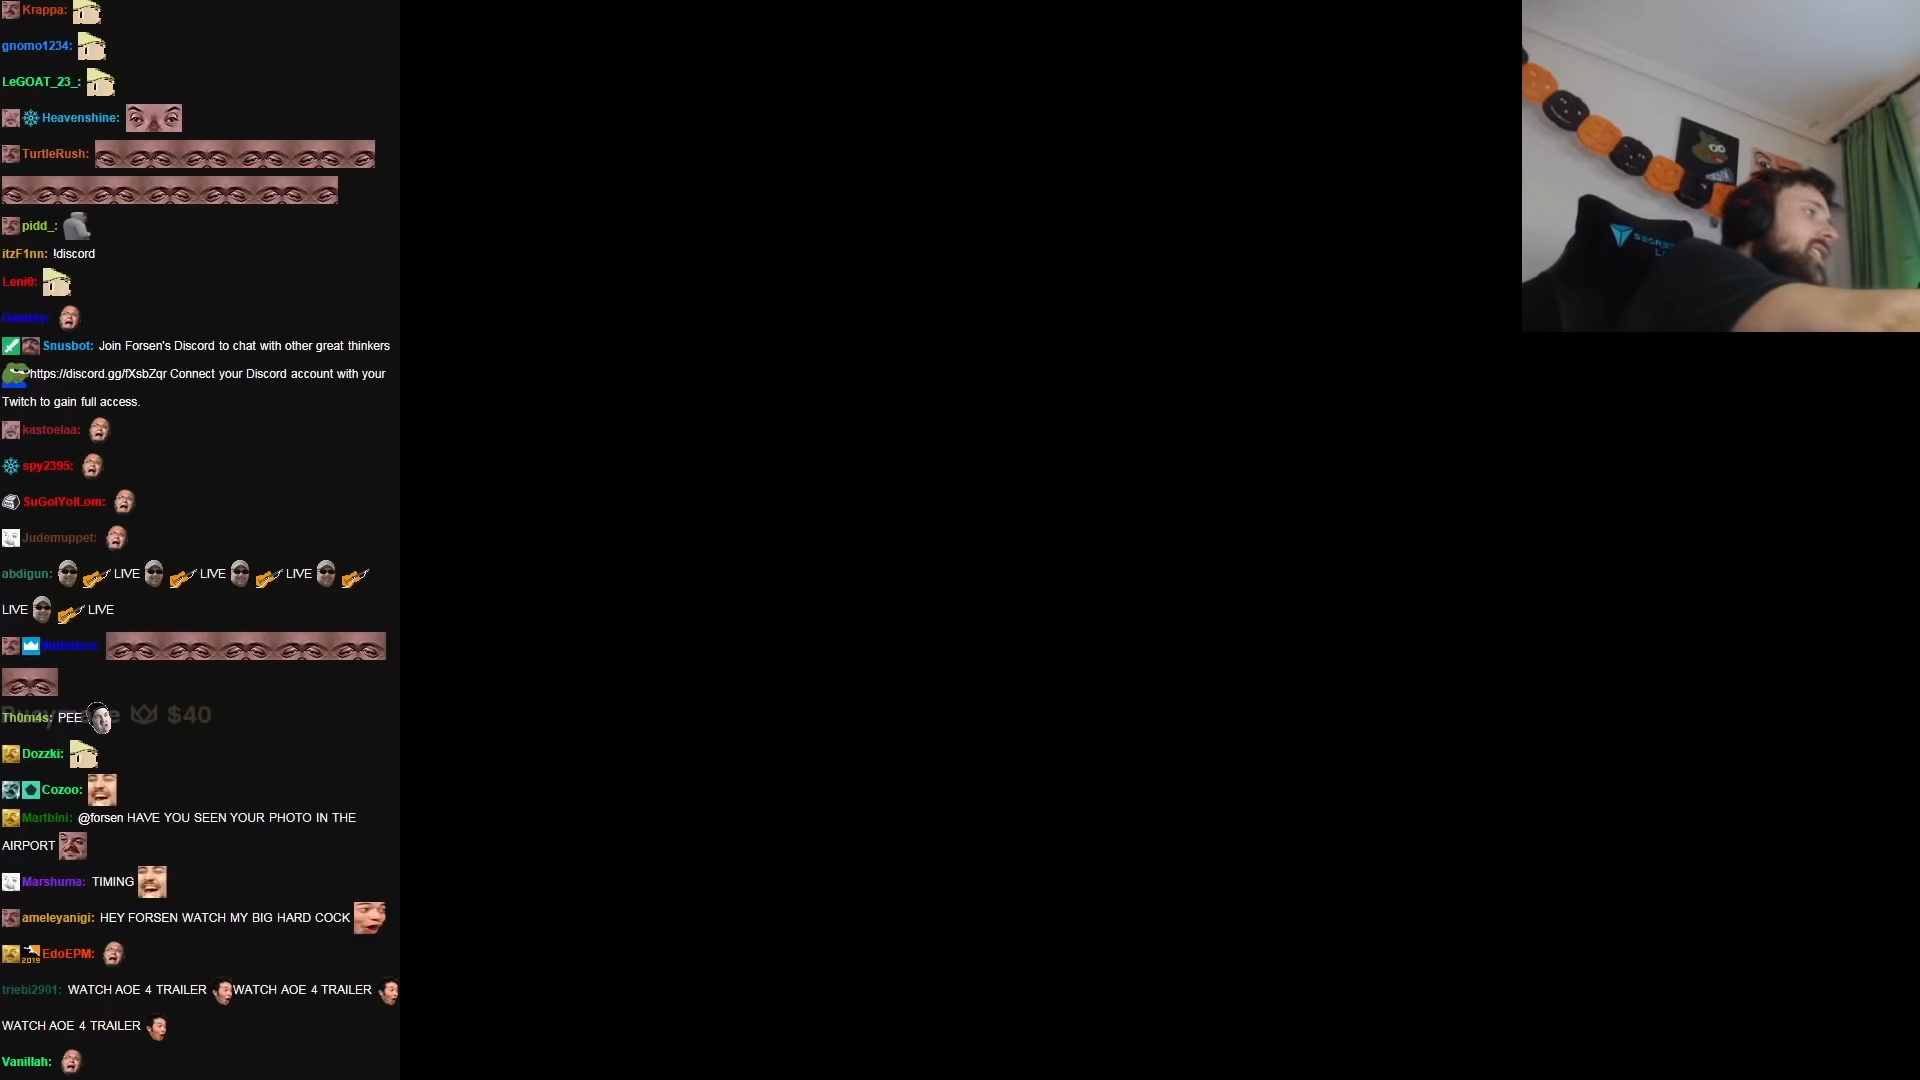 Krappa:
gnomo1234:
LeGOAT_23_:
Heavenshine:
TurtleRush:
pidd_:
itzF1nn: !discord
Leni0:
Snusbot: Join Forsen's Discord to chat with other great thinkers
https://discord.gg/fXsbZqr Connect your Discord account with your
Twitch to gain full access.
kastoelaa:
spy2395:
SuGolYolLom:
Judemuppet:
abdigun: LIVE LIVE LIVE
LIVE LIVE
Th0m4s: PEE
$40
Dozzki:
Cozoo:
Martbini: @forsen HAVE YOU SEEN YOUR PHOTO IN THE
AIRPORT
Marshuma: TIMING
ameleyanigi: HEY FORSEN WATCH MY BIG HARD COCK
2019 EdoEPM:
triebi2901: WATCH AOE 4 TRAILER WATCH AOE 4 TRAILER
WATCH AOE 4 TRAILER
Vanillah: